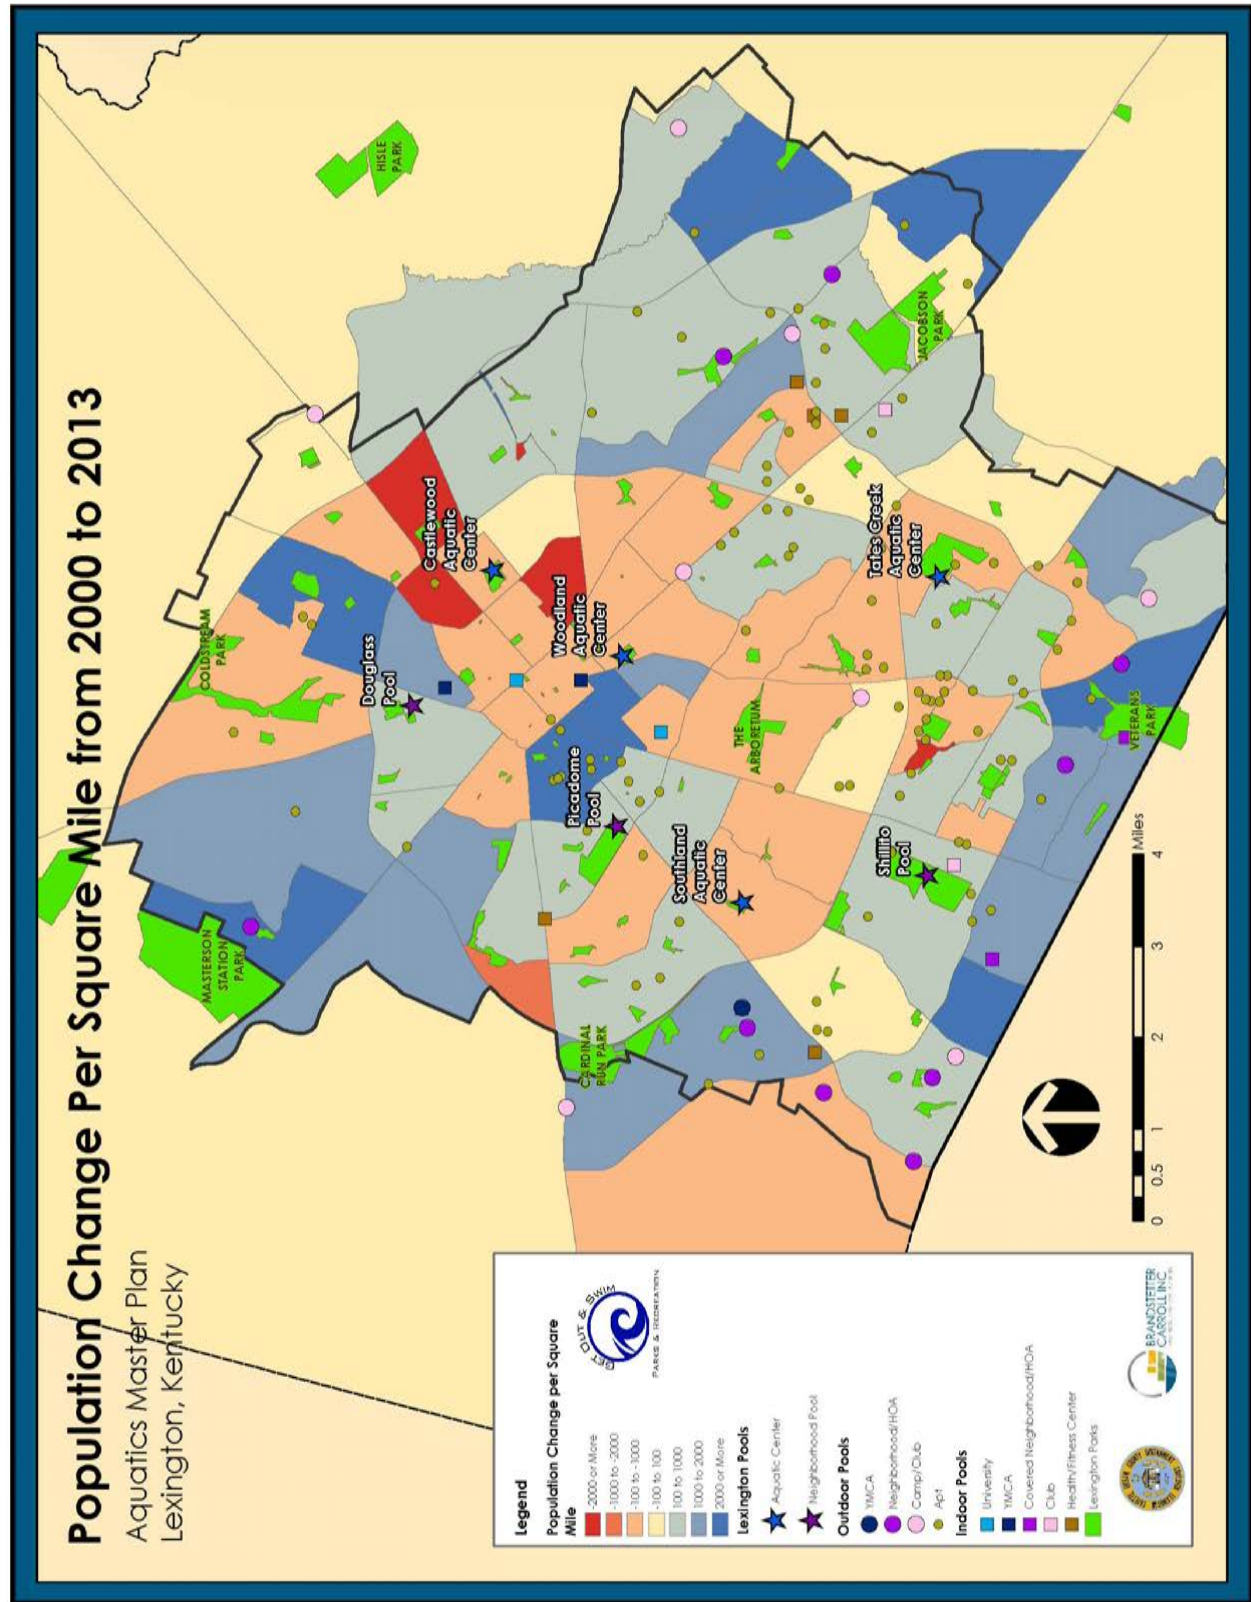 Population Change Per Square Mile from 2000 to 2013
Aquatics Master Plan
Lexington, Kentucky
COLDSTREAM
PARK
HISLE
PARK
MASTERSON
STATION
PARK
Douglass
Pool
Castlewood
Aquatic
Center
Woodland
Aquatic
Center
Picadome
Pool
CARDINAL
RUN PARK
Southland
Aquatic
Center
THE
ARBORETUM
Tates Creek
Aquatic
Center
JACOBSON
PARK
Shillito
Pool
VETERANS
PARK
0 0.5 1 2 3 4
Miles
Legend
Population Change per Square
Mile
-2000 or More
-1000 to -2000
-100 to -1000
-100 to 100
100 to 1000
1000 to 2000
2000 or More
Lexington Pools
Aquatic Center
Neighborhood Pool
Outdoor Pools
YMCA
Neighborhood/HOA
Camp/Club
Apt
Indoor Pools
University
YMCA
Covered Neighborhood/HOA
Club
Health/Fitness Center
Lexington Parks
GET OUT & SWIM
PARKS & RECREATION
BRANDSTETTER
CARROLL INC